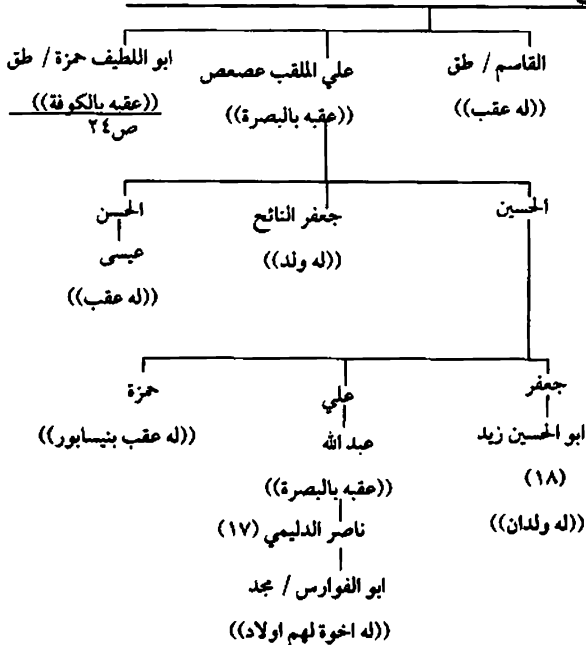 القاسم / طق
((له عقب))
علي الملقب عصعص
((عقبه بالبصرة))
ابو اللطيف حمزة / طق
((عقبه بالكوفة))
ص٢٤
الحسين
جعفر النائح
((له ولد))
الحسن
عيسى
((له عقب))
جعفر
ابو الحسين زيد
(١٨)
((له ولدان))
علي
عبد الله
((عقبه بالبصرة))
ناصر الدليمي (١٧)
ابو الفوارس / مجد
((له اخوة لهم اولاد))
حمزة
((له عقب بنيسابور))